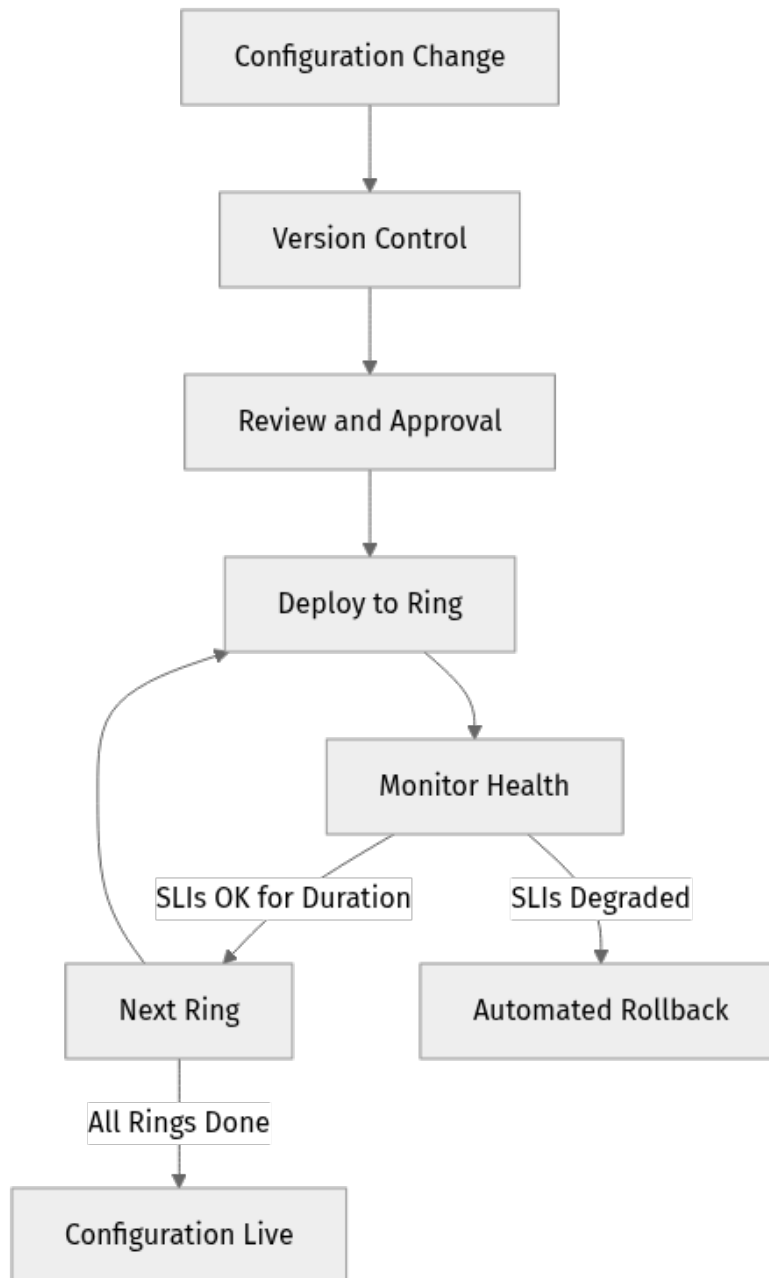 Configuration Change
Version Control
Review and Approval
Deploy to Ring
Monitor Health
SLIs OK for Duration
SLIs Degraded
Next Ring
Automated Rollback
All Rings Done
Configuration Live